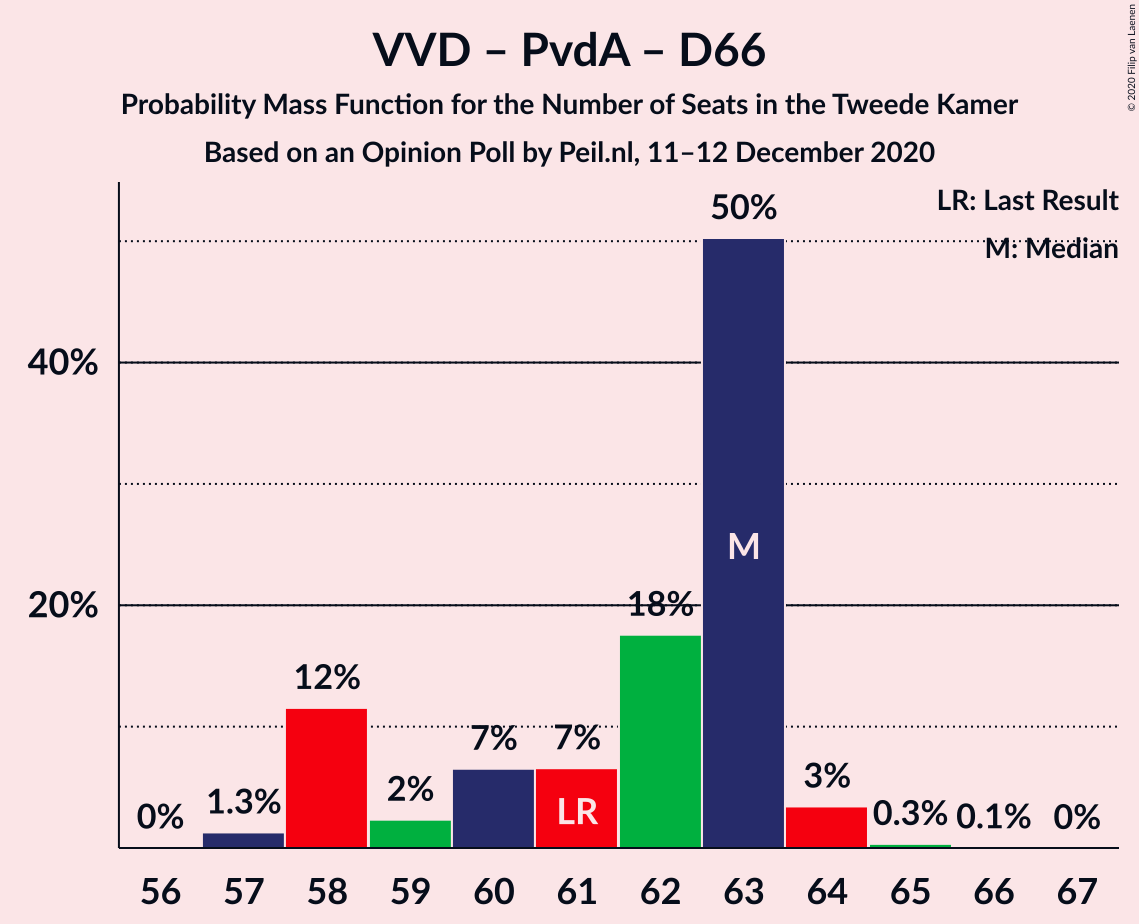 VVD – PvdA – D66
Probability Mass Function for the Number of Seats in the Tweede Kamer
Based on an Opinion Poll by Peil.nl, 11–12 December 2020
© 2020 Filip van Laenen
LR: Last Result
M: Median
50%
40%
20%
18%
12%
7%
7%
3%
2%
1.3%
0%
0.3%
0.1%
0%
M
LR
56 57 58 59 60 61 62 63 64 65 66 67